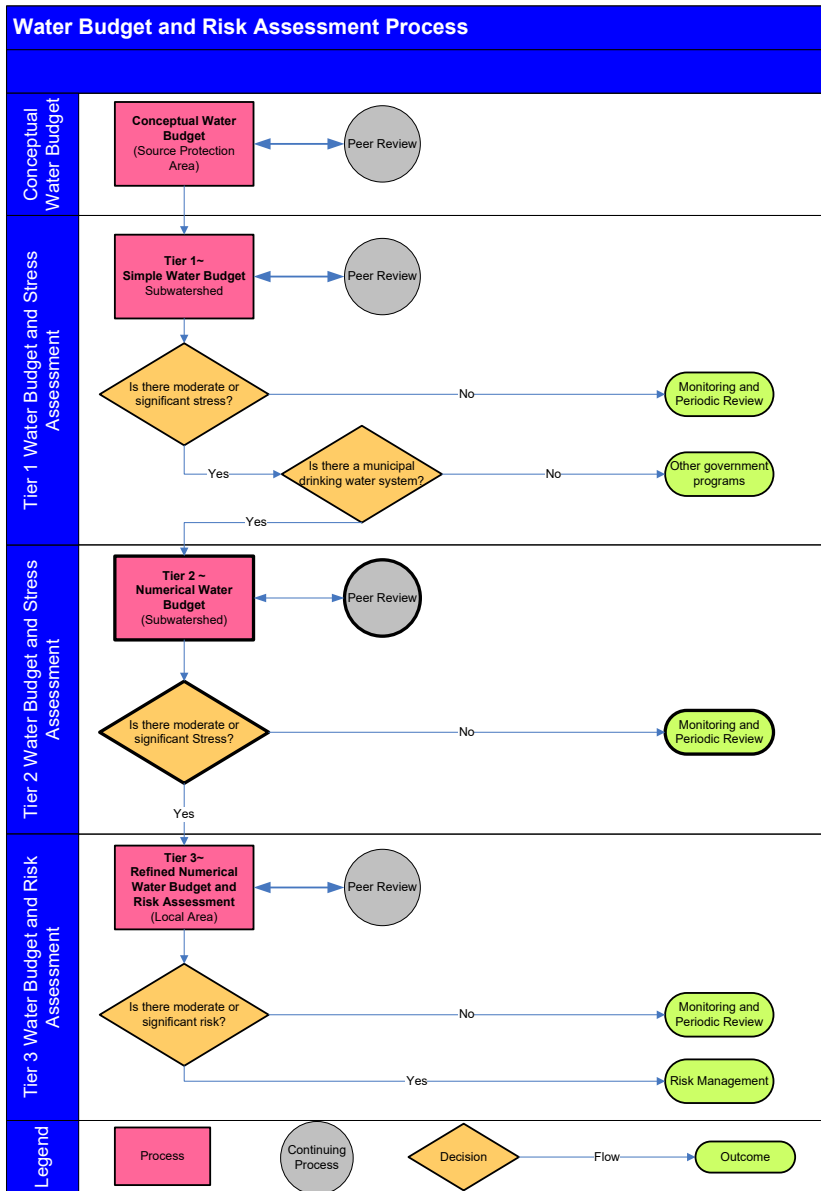 Water Budget and Risk Assessment Process
Conceptual
Water Budget
Conceptual Water
Budget
(Source Protection
Area)
Peer Review
Tier 1 Water Budget and Stress
Assessment
Tier 1~
Simple Water Budget
Subwatershed
Peer Review
Is there moderate or
significant stress?
No
Monitoring and
Periodic Review
Yes
Is there a municipal
drinking water system?
No
Other government
programs
Yes
Tier 2 Water Budget and Stress
Assessment
Tier 2 ~
Numerical Water
Budget
(Subwatershed)
Peer Review
Is there moderate or
significant Stress?
No
Monitoring and
Periodic Review
Yes
Tier 3 Water Budget and Risk
Assessment
Tier 3~
Refined Numerical
Water Budget and
Risk Assessment
(Local Area)
Peer Review
Is there moderate or
significant risk?
No
Monitoring and
Periodic Review
Yes
Risk Management
Legend
Process
Continuing
Process
Decision
Flow
Outcome